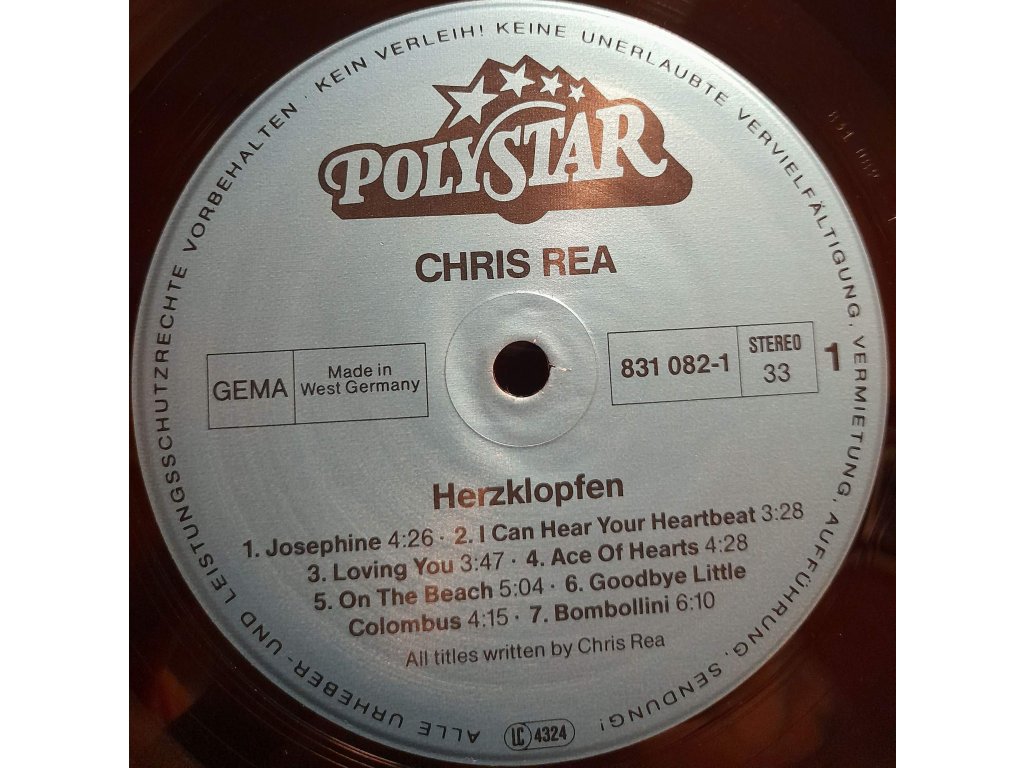 ALLE URHEBER- UND LEISTUNGSSCHUTZRECHTE VORBEHALTEN · KEIN VERLEIH! KEINE UNERLAUBTE VERVIELFÄLTIGUNG, VERMIETUNG, AUFFÜHRUNG, SENDUNG!
POLYSTAR
CHRIS REA
GEMA
Made in
West Germany
831 082-1
STEREO
33
1
Herzklopfen
1. Josephine 4:26 · 2. I Can Hear Your Heartbeat 3:28
3. Loving You 3:47 · 4. Ace Of Hearts 4:28
5. On The Beach 5:04 · 6. Goodbye Little
Colombus 4:15 · 7. Bombollini 6:10
All titles written by Chris Rea
LC 4324